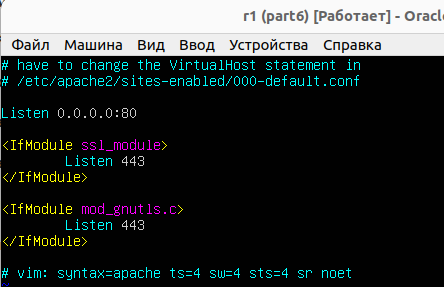 r1 (part6) [Работает] - Oracle
Файл Машина Вид Ввод Устройства Справка
# have to change the VirtualHost statement in
# /etc/apache2/sites-enabled/000-default.conf
Listen 0.0.0.0:80
<IfModule ssl_module>
Listen 443
</IfModule>
<IfModule mod_gnutls.c>
Listen 443
</IfModule>
# vim: syntax=apache ts=4 sw=4 sts=4 sr noet